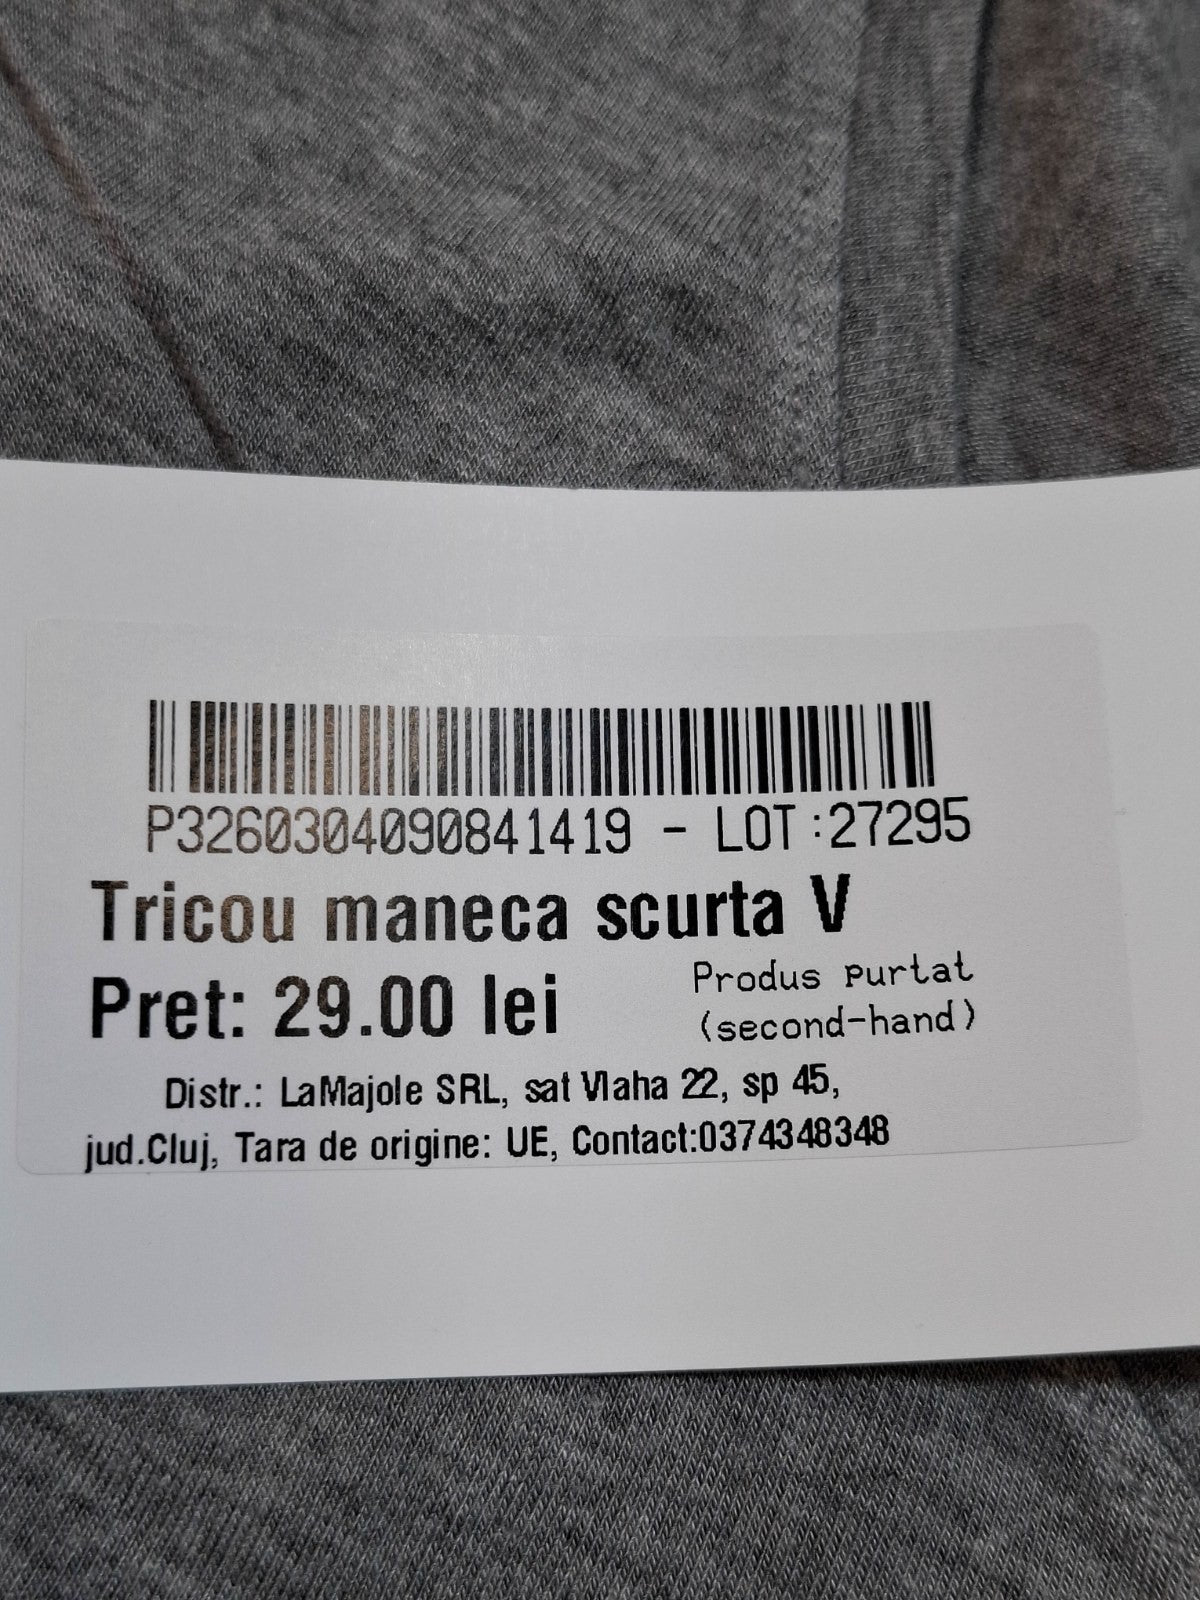 P3260304090841419 - LOT:27295
Tricou maneca scurta V
Pret: 29.00 lei
Produs purtat
(second-hand)
Distr.: LaMajole SRL, sat Vlaha 22, sp 45,
jud.Cluj, Tara de origine: UE, Contact:0374348348